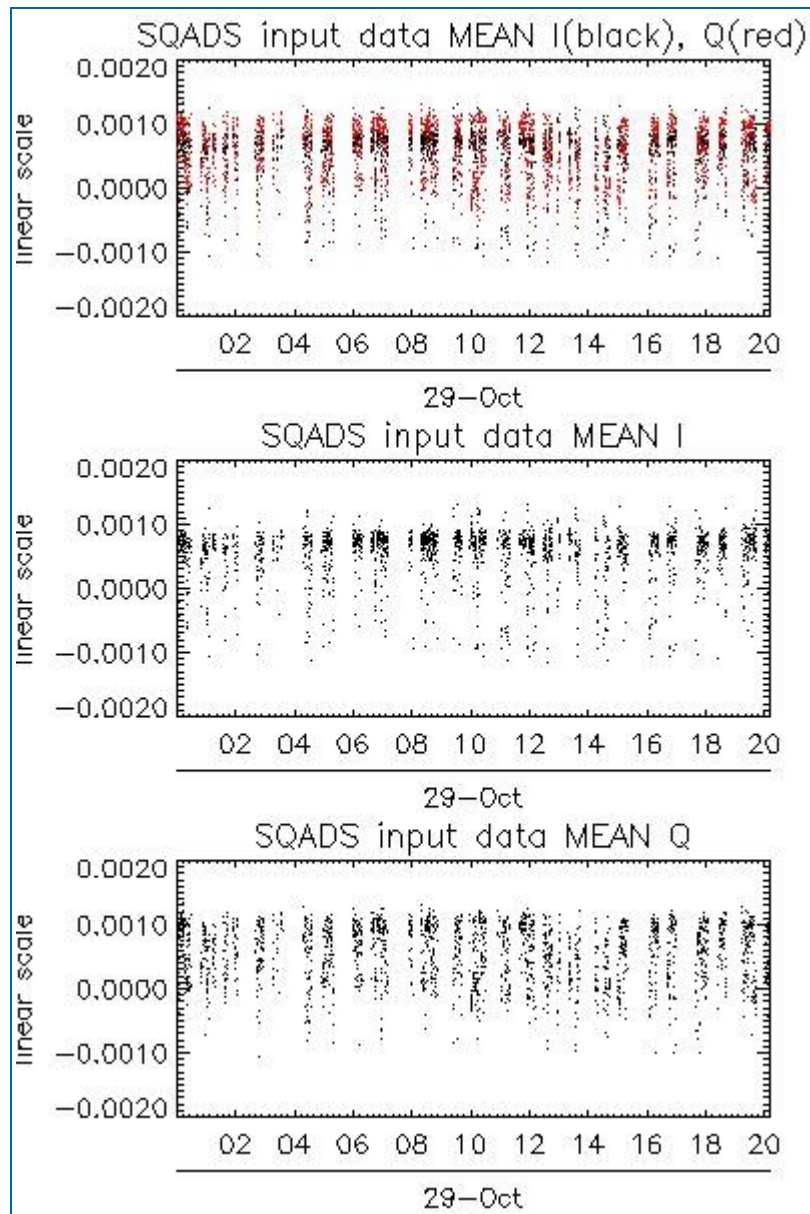 SQADS input data MEAN I(black), Q(red)
linear scale
0.0020
0.0010
0.0000
−0.0010
−0.0020
02 04 06 08 10 12 14 16 18 20
29−Oct
SQADS input data MEAN I
linear scale
0.0020
0.0010
0.0000
−0.0010
−0.0020
02 04 06 08 10 12 14 16 18 20
29−Oct
SQADS input data MEAN Q
linear scale
0.0020
0.0010
0.0000
−0.0010
−0.0020
02 04 06 08 10 12 14 16 18 20
29−Oct